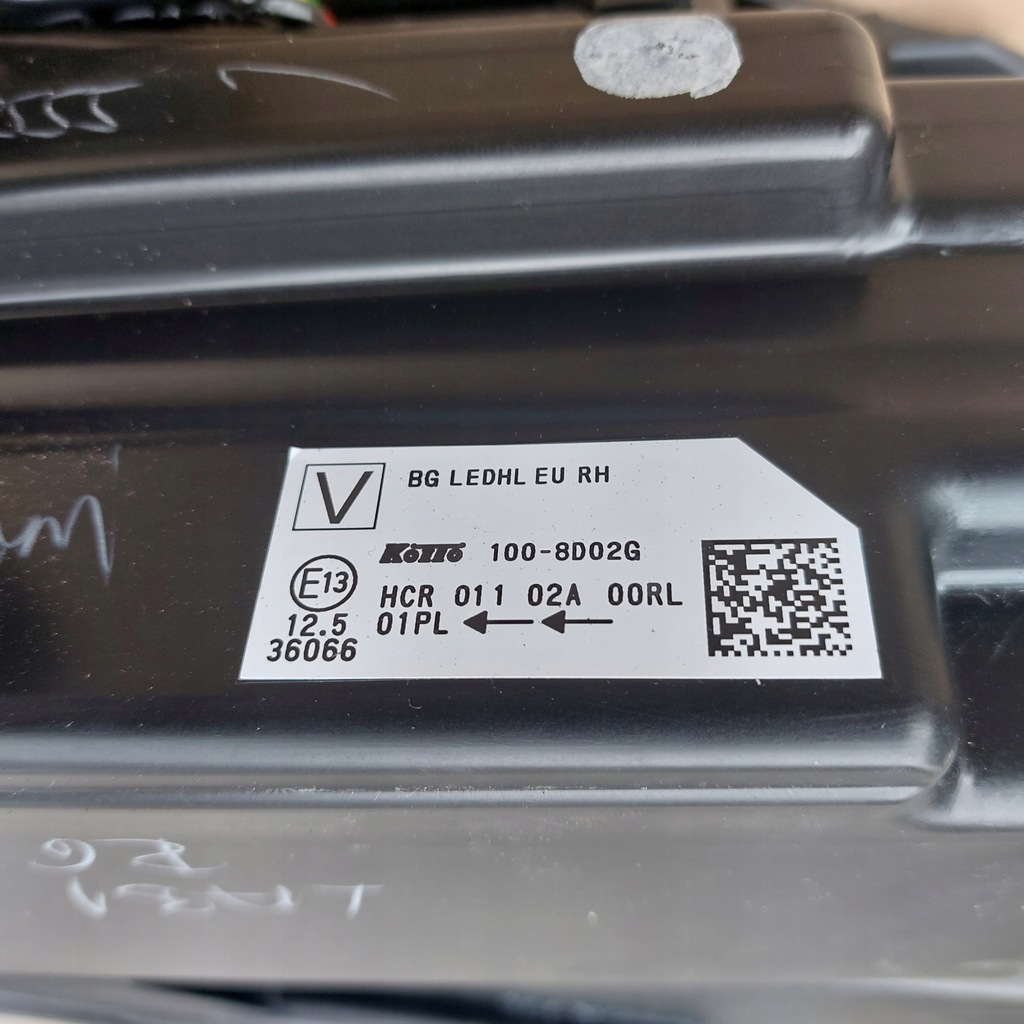 V
BG LEDHL EU RH
KOITO 100-8D02G
E13
HCR 011 02A 00RL
12.5 01PL
36066